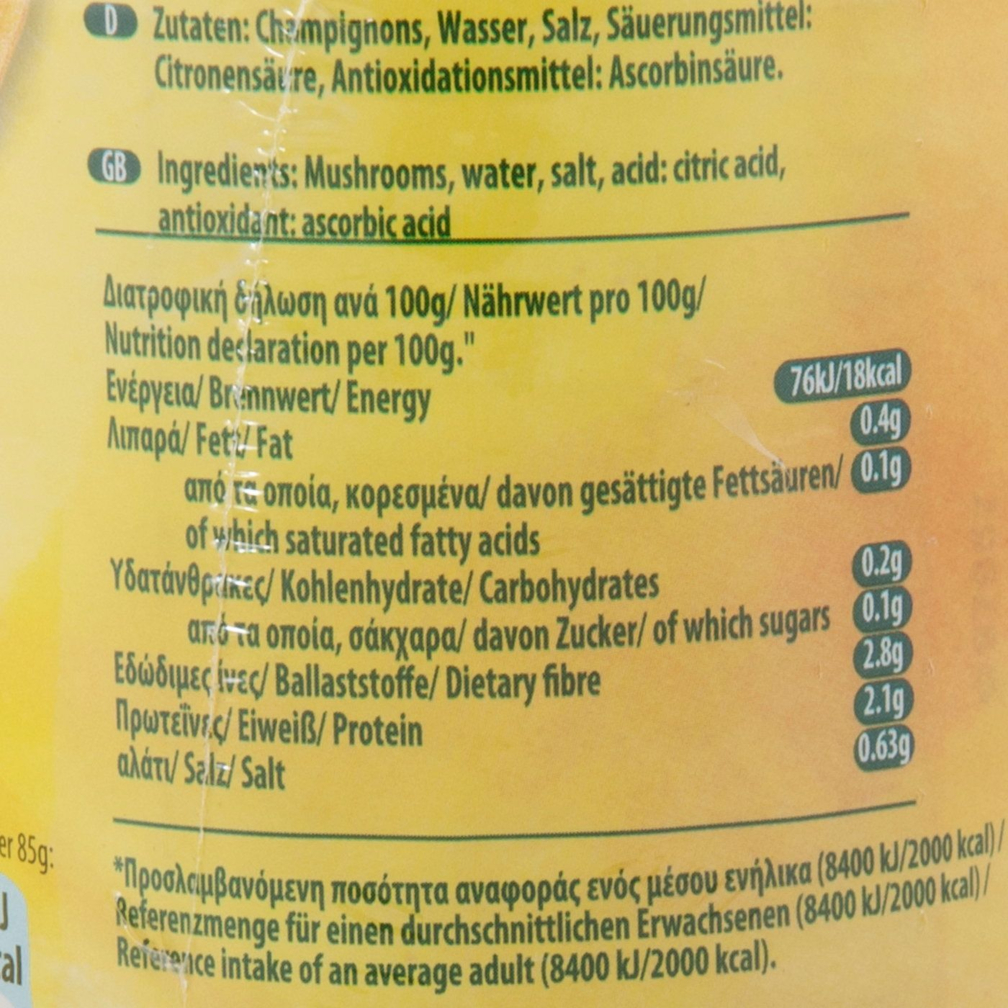 D Zutaten: Champignons, Wasser, Salz, Säuerungsmittel:
Citronensäure, Antioxidationsmittel: Ascorbinsäure.
GB Ingredients: Mushrooms, water, salt, acid: citric acid,
antioxidant: ascorbic acid
Διατροφική δήλωση ανά 100g/ Nährwert pro 100g/
Nutrition declaration per 100g."
Ενέργεια/ Brennwert/ Energy 76kJ/18kcal
Λιπαρά/ Fett/ Fat 0.4g
από τα οποία, κορεσμένα/ davon gesättigte Fettsäuren/ 0.1g
of which saturated fatty acids
Υδατάνθρακες/ Kohlenhydrate/ Carbohydrates 0.2g
από τα οποία, σάκχαρα/ davon Zucker/ of which sugars 0.1g
Εδώδιμες ίνες/ Ballaststoffe/ Dietary fibre 2.8g
Πρωτεΐνες/ Eiweiß/ Protein 2.1g
αλάτι/ Salz/ Salt 0.63g
er 85g:
J
al
*Προσλαμβανόμενη ποσότητα αναφοράς ενός μέσου ενήλικα (8400 kJ/2000 kcal)/
Referenzmenge für einen durchschnittlichen Erwachsenen (8400 kJ/2000 kcal)/
Reference intake of an average adult (8400 kJ/2000 kcal).